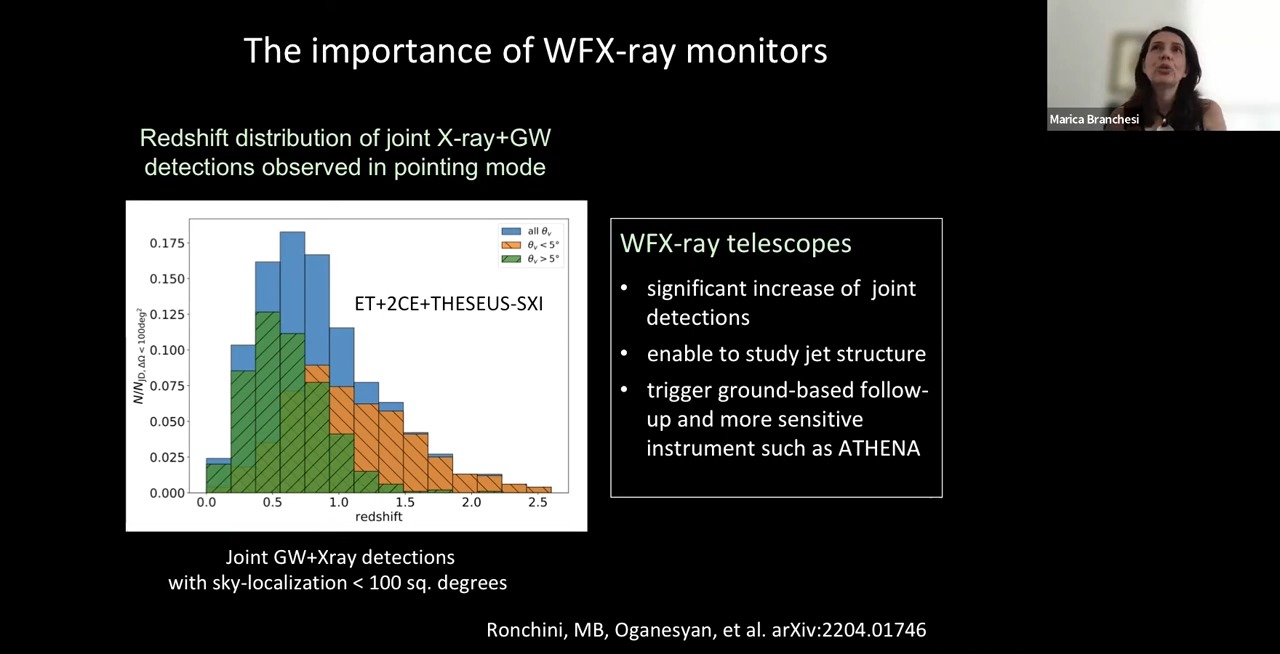 The importance of WFX-ray monitors
Marica Branchesi
Redshift distribution of joint X-ray+GW
detections observed in pointing mode
N/N_JD, ΔΩ < 100deg²
0.175
0.150
0.125
0.100
0.075
0.050
0.025
0.000
all θᵥ
θᵥ < 5°
θᵥ > 5°
ET+2CE+THESEUS-SXI
0.0 0.5 1.0 1.5 2.0 2.5
redshift
Joint GW+Xray detections
with sky-localization < 100 sq. degrees
WFX-ray telescopes
• significant increase of joint
detections
• enable to study jet structure
• trigger ground-based follow-
up and more sensitive
instrument such as ATHENA
Ronchini, MB, Oganesyan, et al. arXiv:2204.01746